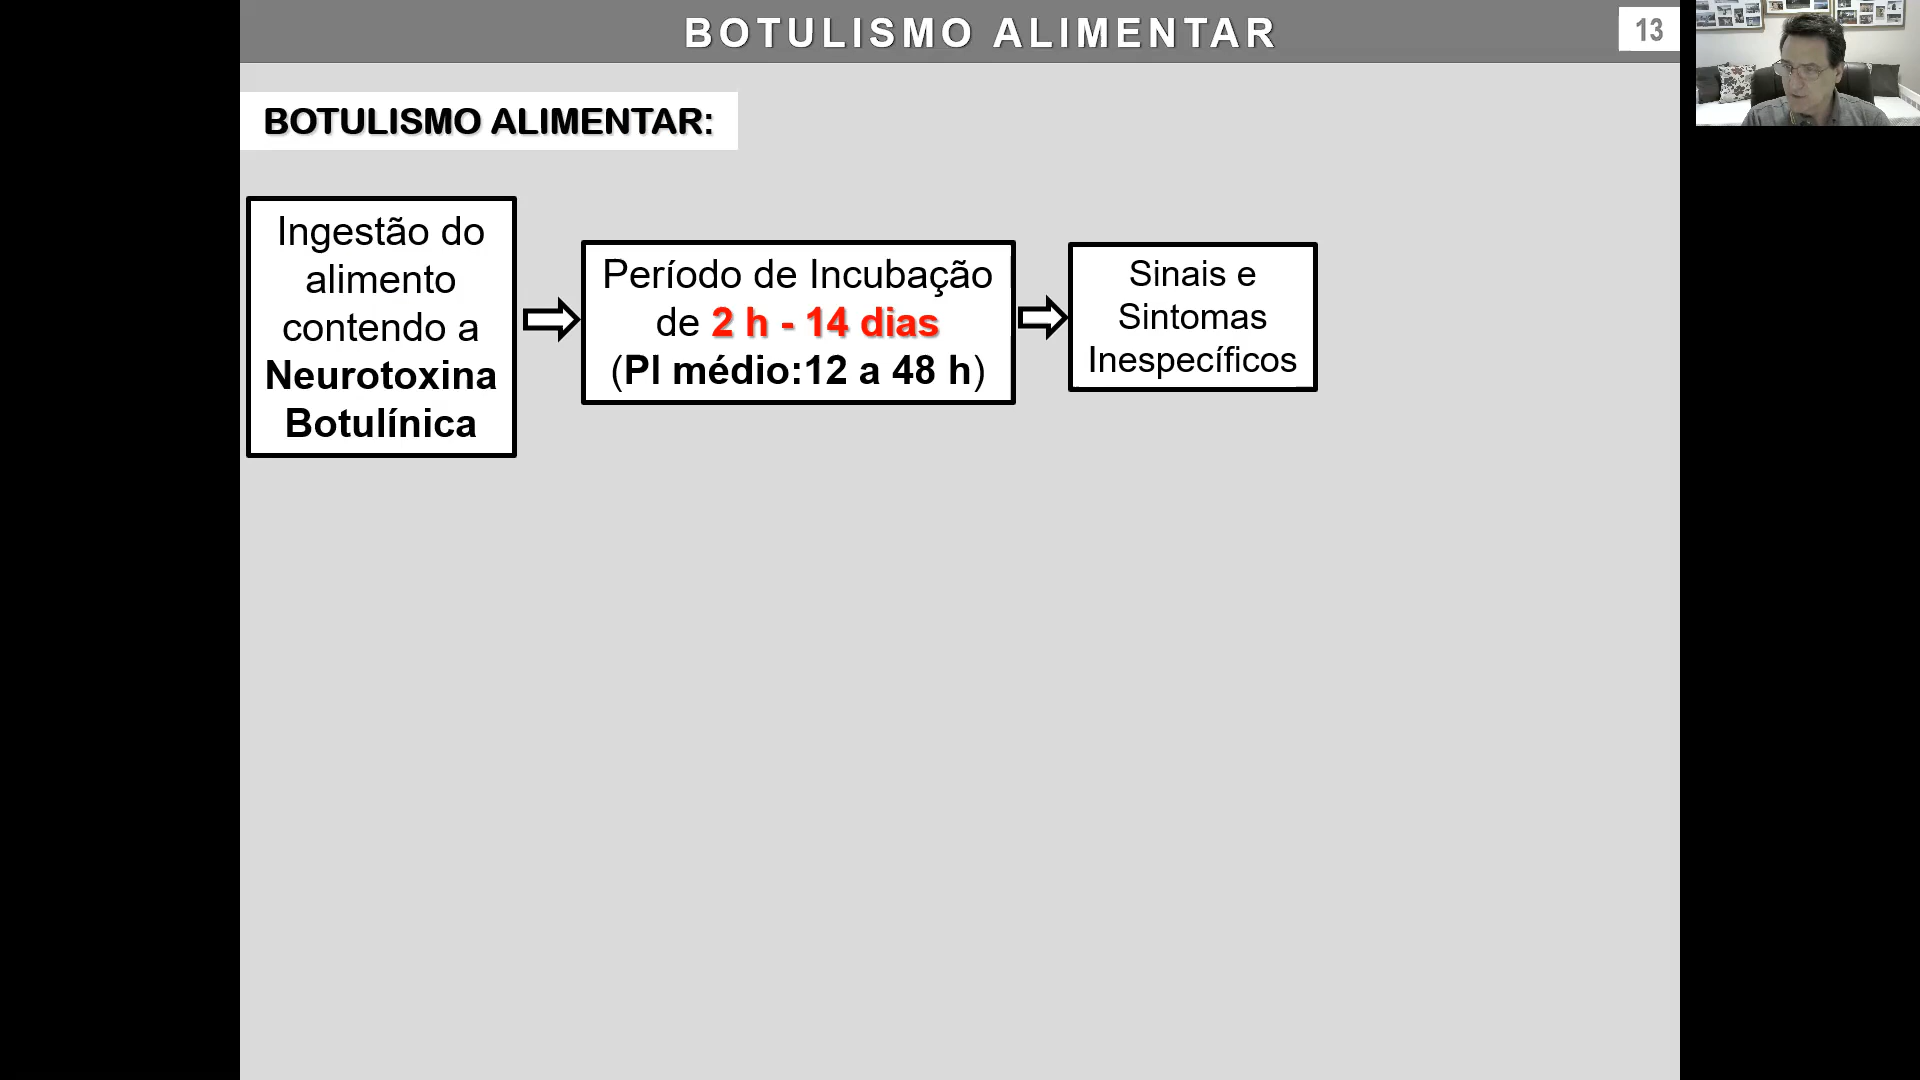 BOTULISMO ALIMENTAR
13
BOTULISMO ALIMENTAR:
Ingestão do
alimento
contendo a
Neurotoxina
Botulínica
Período de Incubação
de 2 h - 14 dias
(PI médio:12 a 48 h)
Sinais e
Sintomas
Inespecíficos